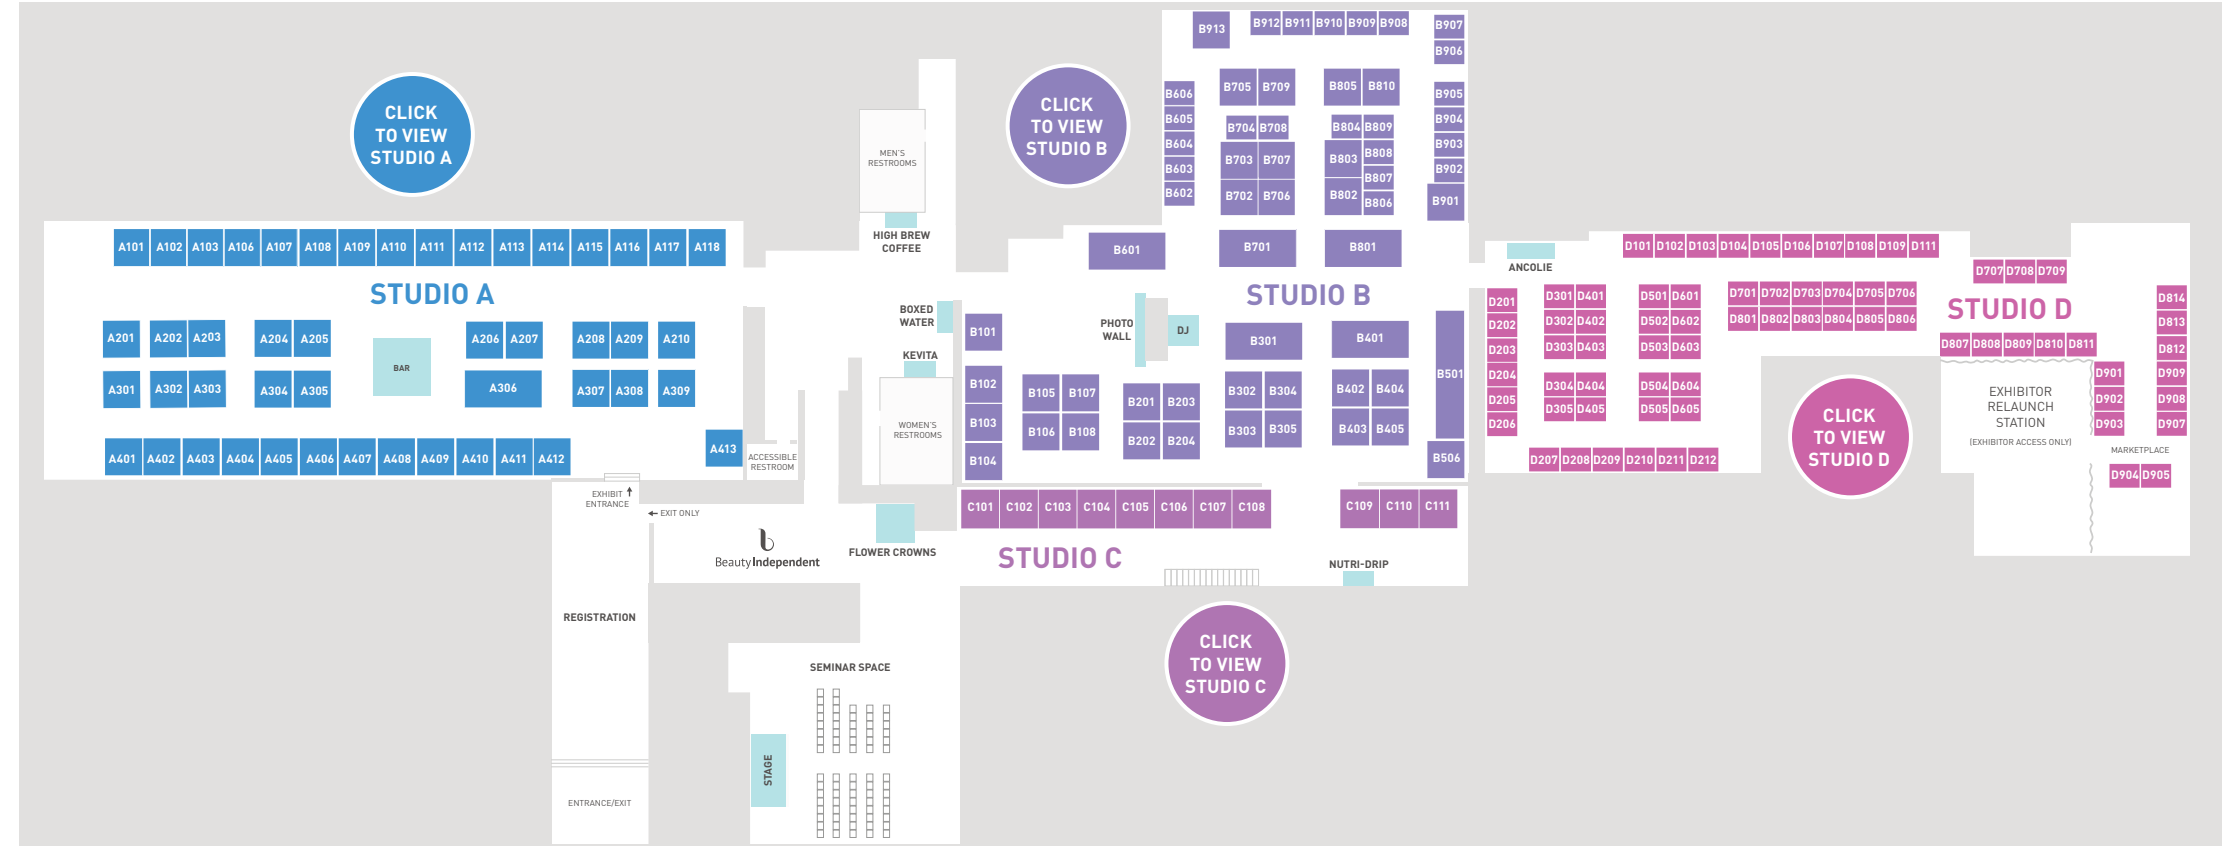 CLICK
TO VIEW
STUDIO A
A101 A102 A103 A106 A107 A108 A109 A110 A111 A112 A113 A114 A115 A116 A117 A118
STUDIO A
A201 A202 A203 A204 A205 A206 A207 A208 A209 A210
BAR
A301 A302 A303 A304 A305 A306 A307 A308 A309
A401 A402 A403 A404 A405 A406 A407 A408 A409 A410 A411 A412
A413
ACCESSIBLE
RESTROOM
EXHIBIT
ENTRANCE
EXIT ONLY
REGISTRATION
ENTRANCE/EXIT
b
BeautyIndependent
MEN'S
RESTROOMS
HIGH BREW
COFFEE
BOXED
WATER
KEVITA
WOMEN'S
RESTROOMS
FLOWER CROWNS
SEMINAR SPACE
STAGE
CLICK
TO VIEW
STUDIO B
B913
B912 B911 B910 B909 B908
B907
B906
B606
B605
B604
B603
B602
B705 B709
B704 B708
B703 B707
B702 B706
B805 B810
B804 B809
B803 B808
B807
B802 B806
B905
B904
B903
B902
B901
B601 B701 B801
STUDIO B
PHOTO
WALL
DJ
B101
B102
B103
B104
B105 B107
B106 B108
B201 B203
B202 B204
B301
B302 B304
B303 B305
B401
B402 B404
B403 B405
B501
B506
C101 C102 C103 C104 C105 C106 C107 C108 C109 C110 C111
STUDIO C
NUTRI-DRIP
CLICK
TO VIEW
STUDIO C
ANCOLIE
D101 D102 D103 D104 D105 D106 D107 D108 D109 D111
D201
D202
D203
D204
D205
D206
D301 D401
D302 D402
D303 D403
D304 D404
D305 D405
D501 D601
D502 D602
D503 D603
D504 D604
D505 D605
D207 D208 D209 D210 D211 D212
D701 D702 D703 D704 D705 D706
D801 D802 D803 D804 D805 D806
D707 D708 D709
STUDIO D
D807 D808 D809 D810 D811
CLICK
TO VIEW
STUDIO D
EXHIBITOR
RELAUNCH
STATION
(EXHIBITOR ACCESS ONLY)
D814
D813
D812
D909
D908
D907
D901
D902
D903
MARKETPLACE
D904 D905